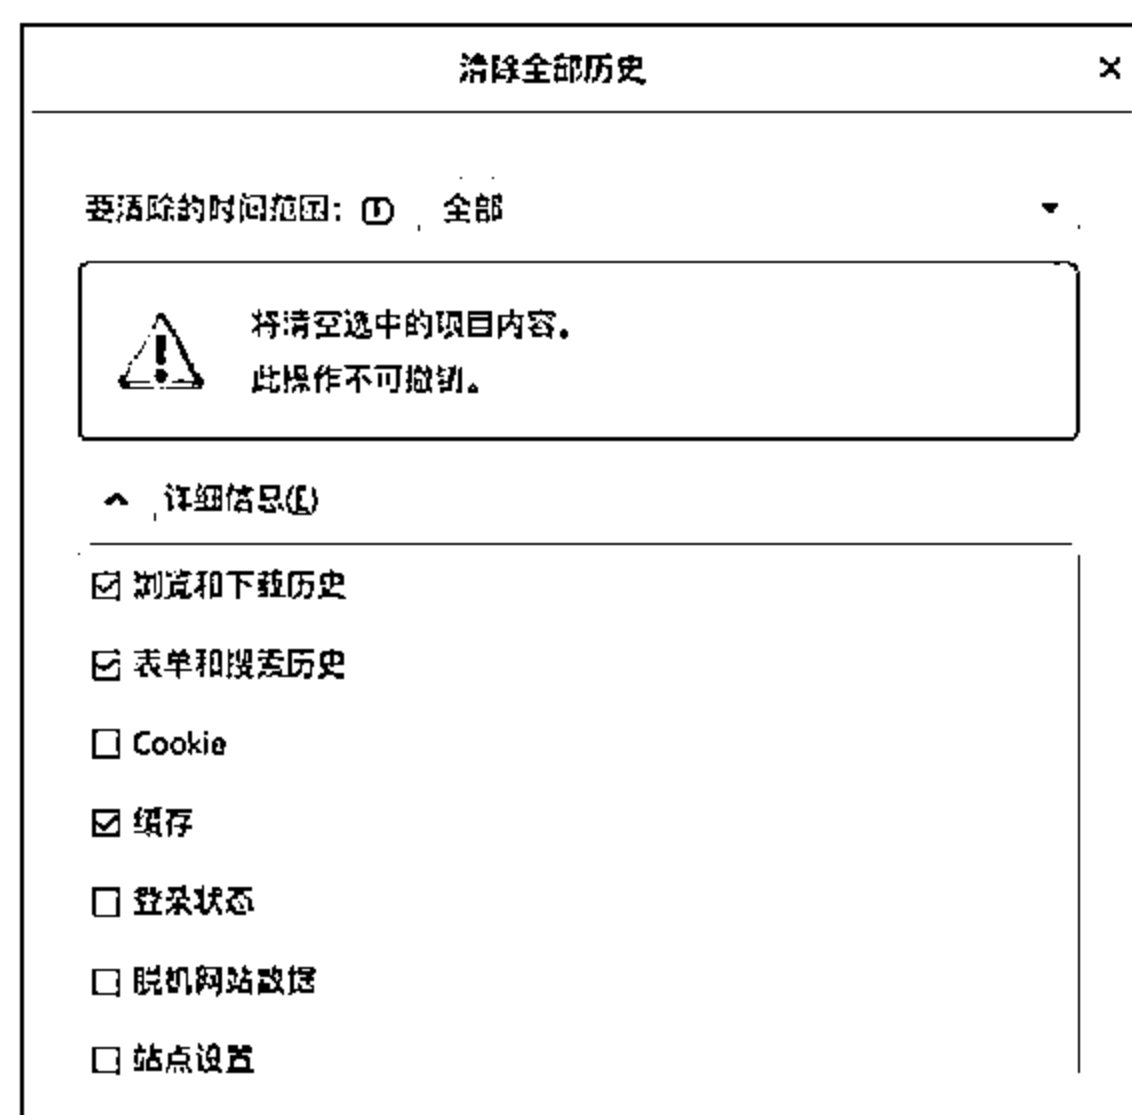 清除全部历史
要清除的时间范围: (T) 全部
将清空选中的项目内容。
此操作不可撤销。
详细信息(E)
浏览和下载历史
表单和搜索历史
Cookie
缓存
登录状态
脱机网站数据
站点设置